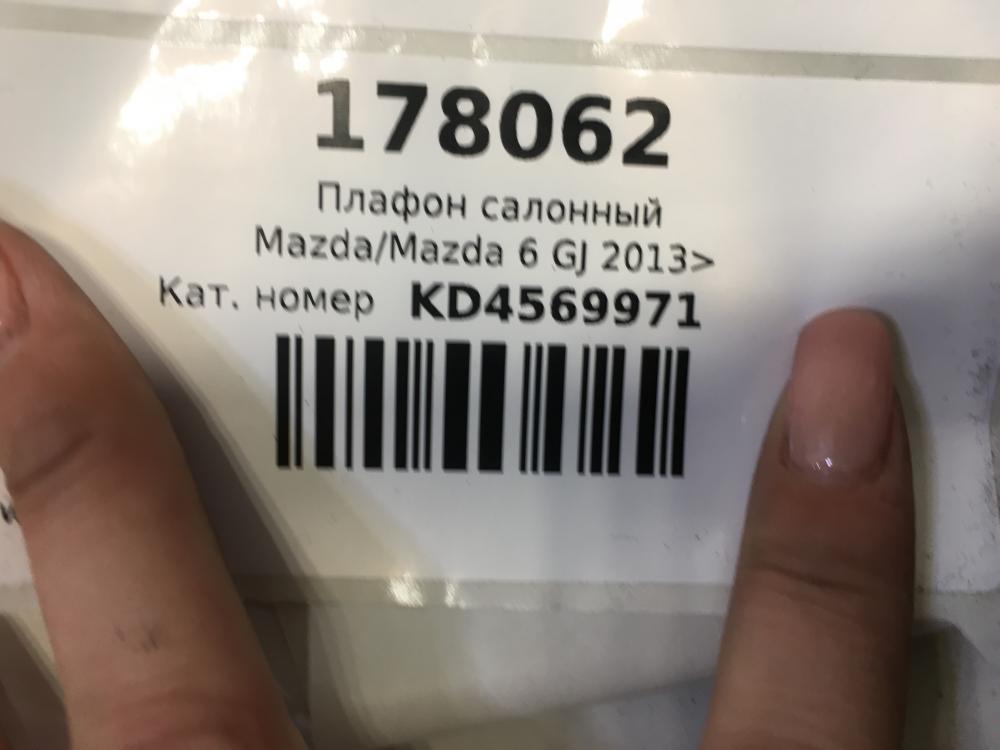 178062
Плафон салонный
Mazda/Mazda 6 GJ 2013>
Кат. номер KD4569971